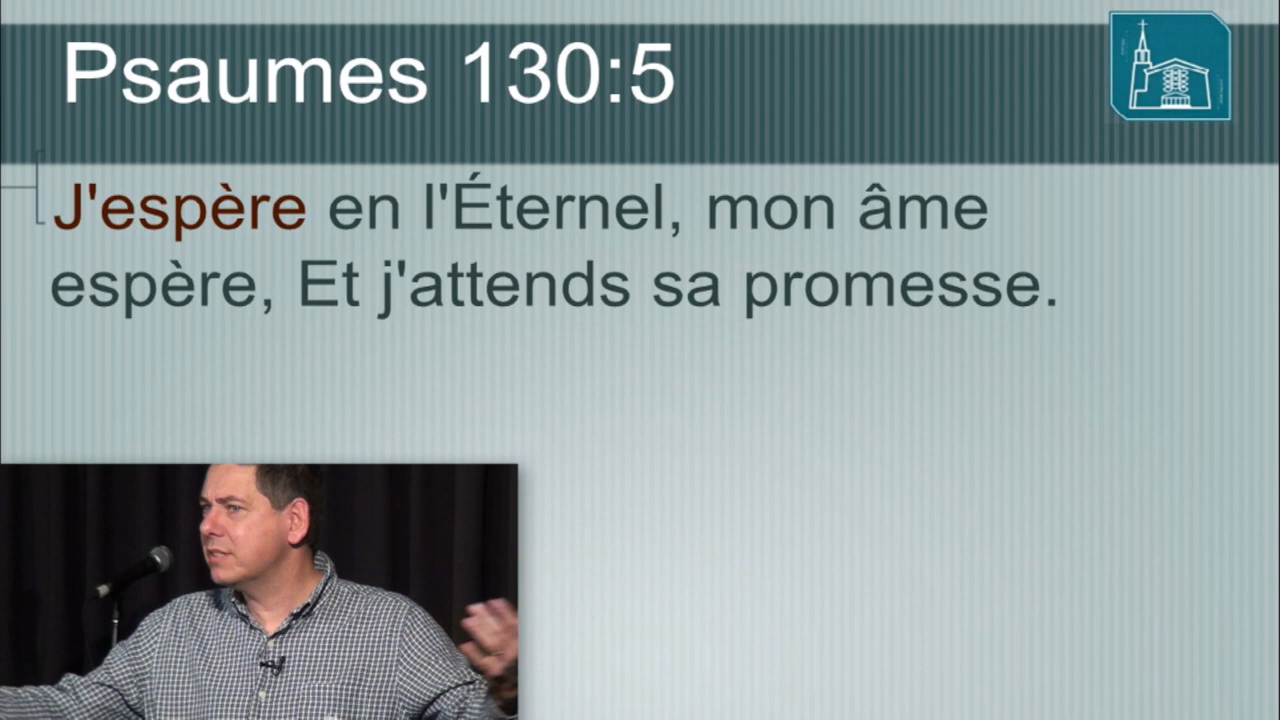 Psaumes 130:5
J'espère en l'Éternel, mon âme
espère, Et j'attends sa promesse.